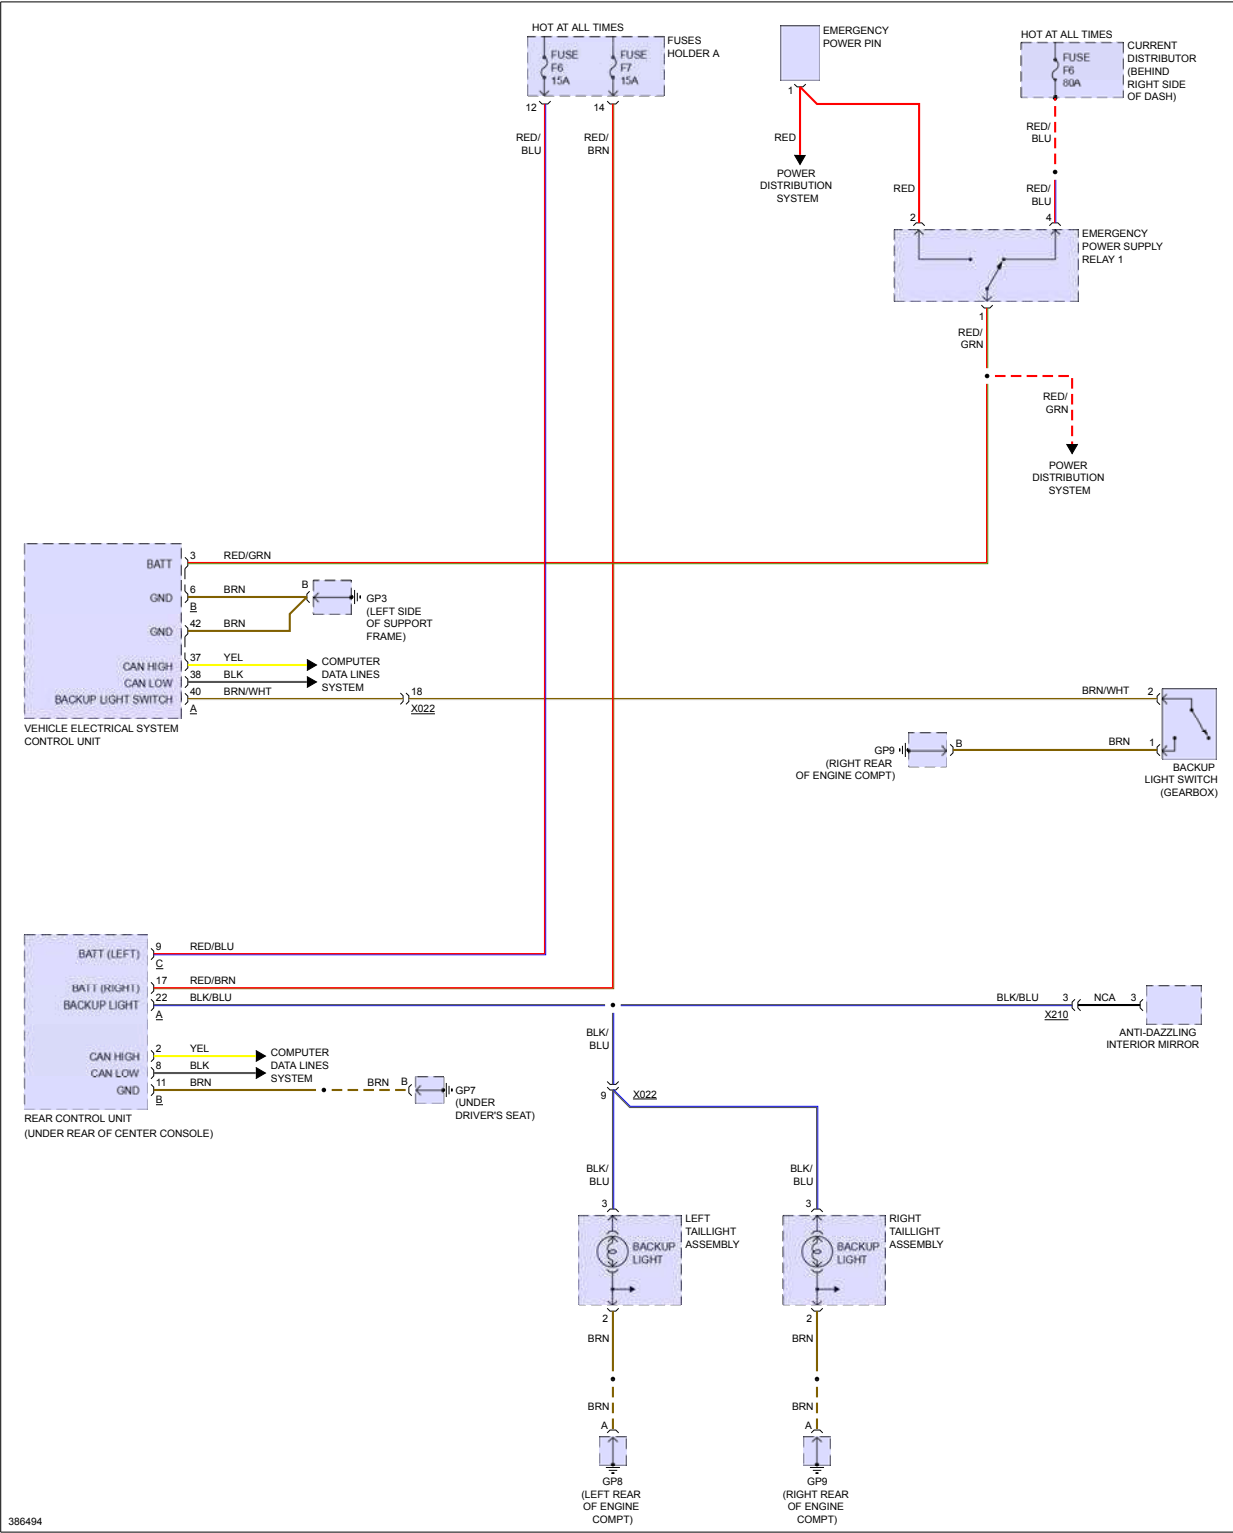 HOT AT ALL TIMES
FUSE
F6
15A
FUSE
F7
15A
FUSES
HOLDER A
12
14
RED/
BLU
RED/
BRN
EMERGENCY
POWER PIN
1
RED
POWER
DISTRIBUTION
SYSTEM
RED
2
HOT AT ALL TIMES
FUSE
F6
80A
CURRENT
DISTRIBUTOR
(BEHIND
RIGHT SIDE
OF DASH)
RED/
BLU
RED/
BLU
4
EMERGENCY
POWER SUPPLY
RELAY 1
1
RED/
GRN
RED/
GRN
POWER
DISTRIBUTION
SYSTEM
BATT
3
RED/GRN
GND
6
BRN
B
B
GP3
(LEFT SIDE
OF SUPPORT
FRAME)
GND
42
BRN
CAN HIGH
37
YEL
CAN LOW
38
BLK
COMPUTER
DATA LINES
SYSTEM
BACKUP LIGHT SWITCH
40
BRN/WHT
A
18
X022
BRN/WHT
2
VEHICLE ELECTRICAL SYSTEM
CONTROL UNIT
GP9
(RIGHT REAR
OF ENGINE COMPT)
B
BRN
1
BACKUP
LIGHT SWITCH
(GEARBOX)
BATT (LEFT)
9
RED/BLU
C
BATT (RIGHT)
17
RED/BRN
BACKUP LIGHT
22
BLK/BLU
A
BLK/BLU
3
X210
NCA
3
ANTI-DAZZLING
INTERIOR MIRROR
CAN HIGH
2
YEL
CAN LOW
8
BLK
COMPUTER
DATA LINES
SYSTEM
GND
11
BRN
B
BRN
B
GP7
(UNDER
DRIVER'S SEAT)
REAR CONTROL UNIT
(UNDER REAR OF CENTER CONSOLE)
BLK/
BLU
9
X022
BLK/
BLU
3
BLK/
BLU
3
BACKUP
LIGHT
LEFT
TAILLIGHT
ASSEMBLY
BACKUP
LIGHT
RIGHT
TAILLIGHT
ASSEMBLY
2
BRN
2
BRN
BRN
A
BRN
A
GP8
(LEFT REAR
OF ENGINE
COMPT)
GP9
(RIGHT REAR
OF ENGINE
COMPT)
386494